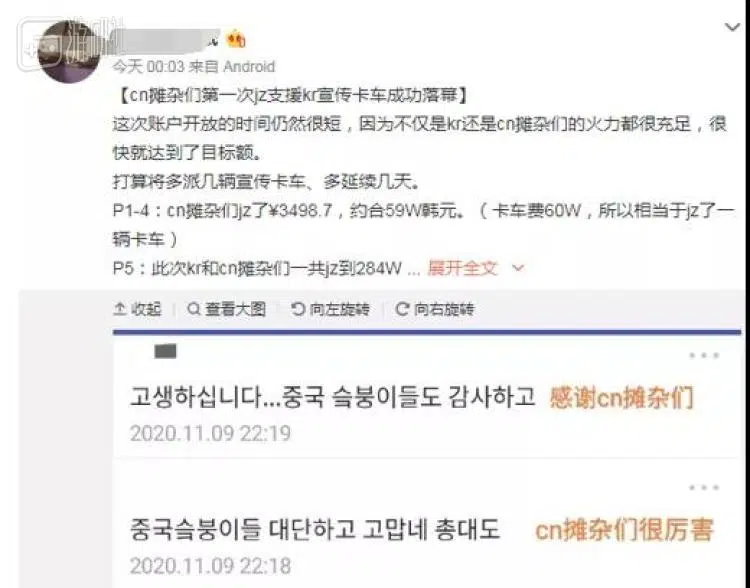 今天 00:03 来自 Android
【cn摊杂们第一次jz支援kr宣传卡车成功落幕】
这次账户开放的时间仍然很短，因为不仅是kr还是cn摊杂们的火力都很充足，很
快就达到了目标额。
打算将多派几辆宣传卡车、多延续几天。
P1-4：cn摊杂们jz了¥3498.7，约合59W韩元。（卡车费60W，所以相当于jz了一
辆卡车）
P5：此次kr和cn摊杂们一共jz到284W ... 展开全文
收起 查看大图 向左旋转 向右旋转
고생하십니다...중국 슼붕이들도 감사하고 感谢cn摊杂们
2020.11.09 22:19
중국슼붕이들 대단하고 고맙네 총대도 cn摊杂们很厉害
2020.11.09 22:18